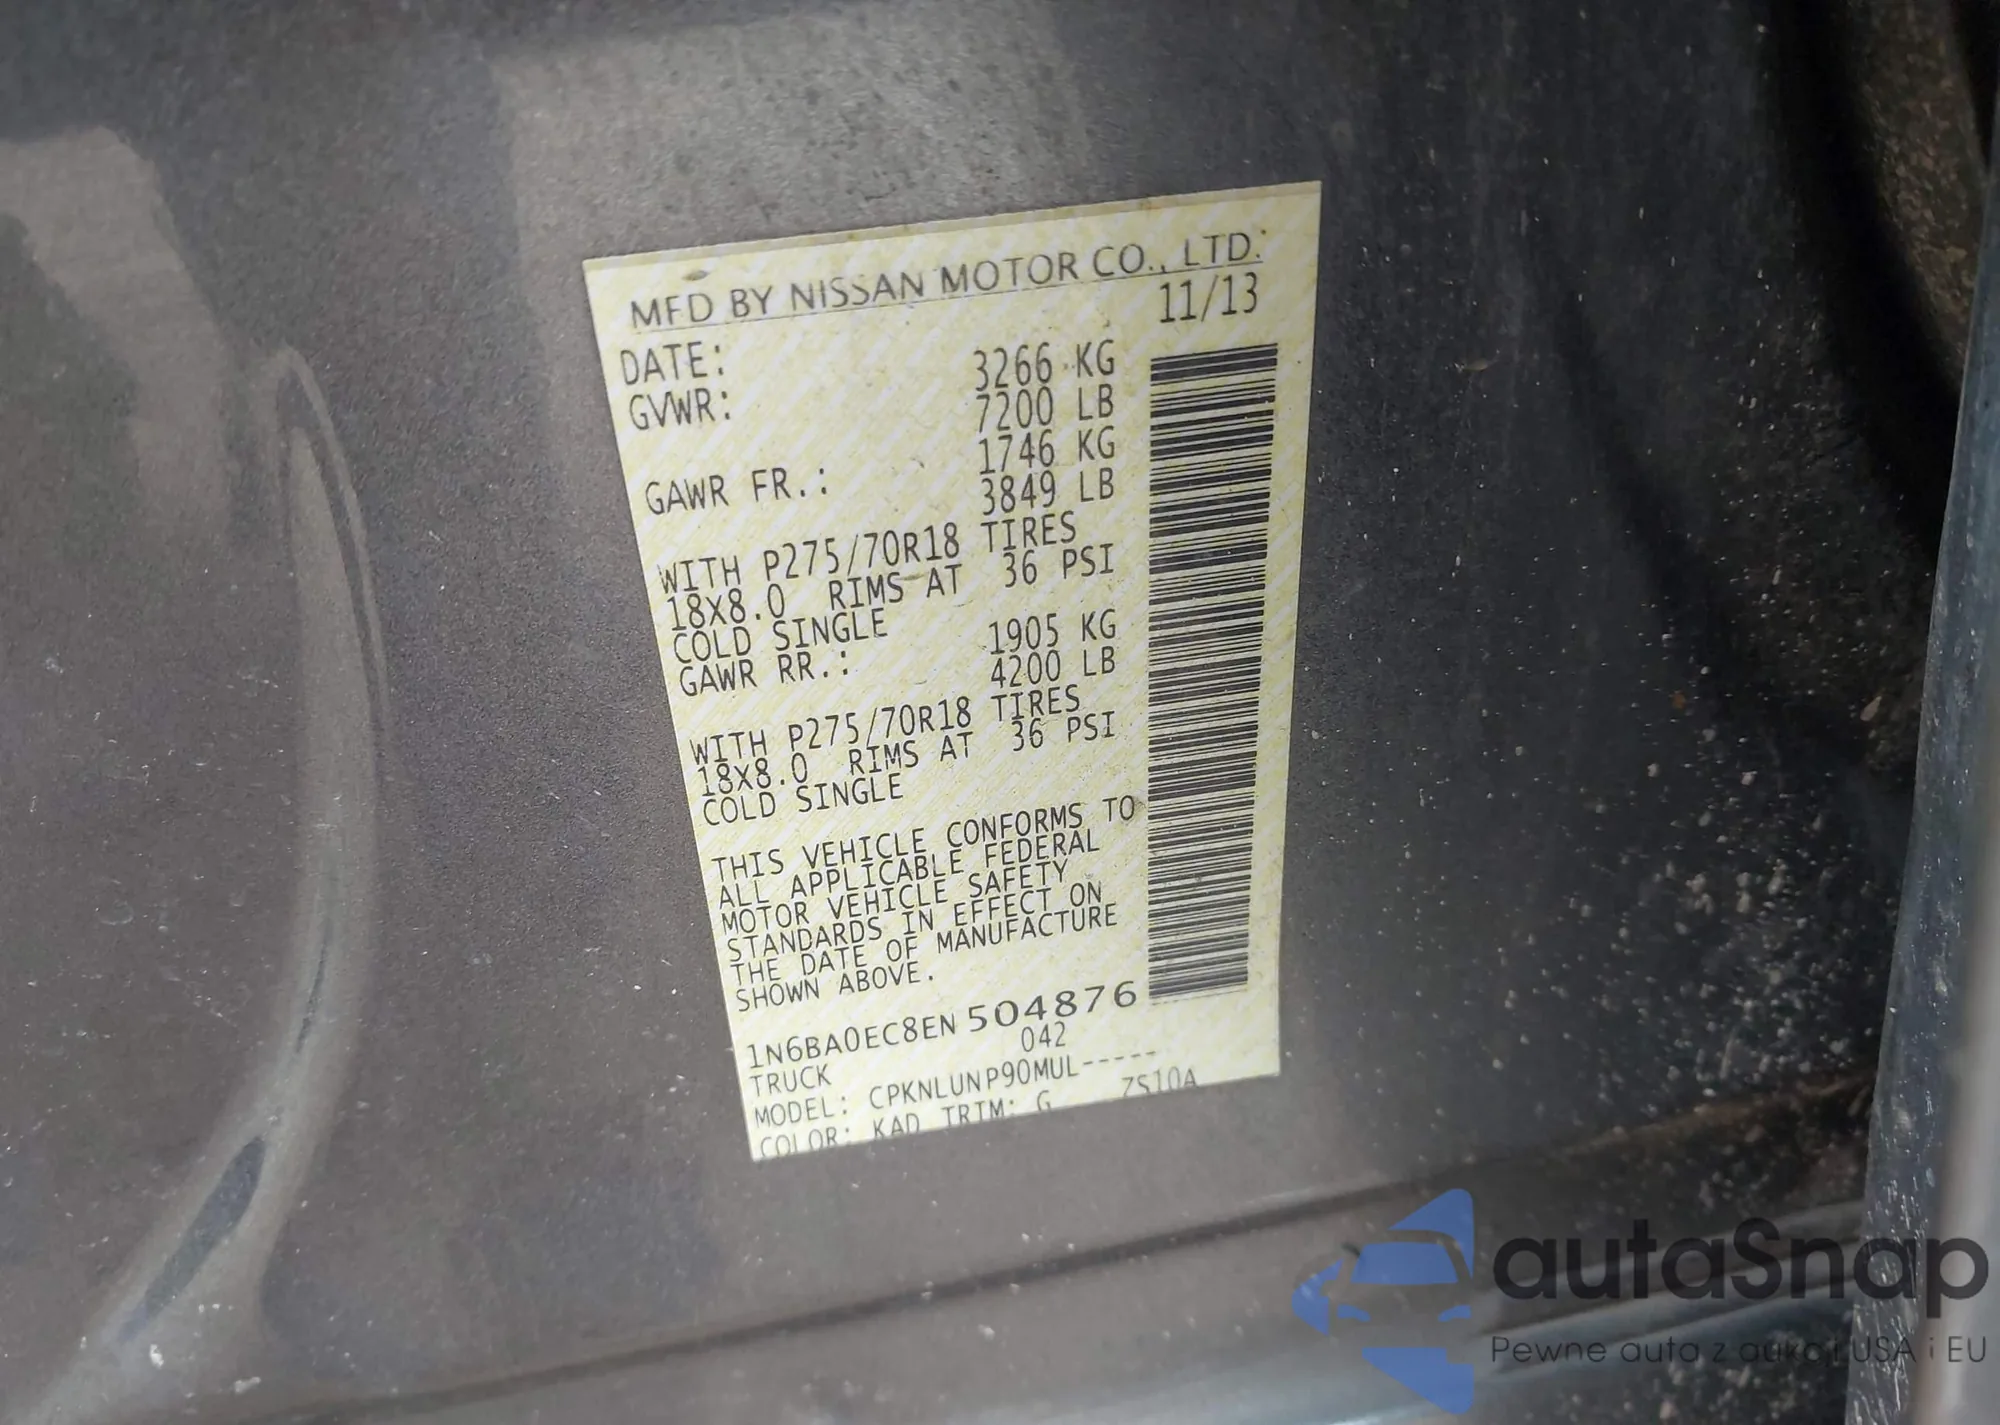 MFD BY NISSAN MOTOR CO., LTD.
DATE: 11/13
GVWR: 3266 KG
7200 LB
GAWR FR.: 1746 KG
3849 LB
WITH P275/70R18 TIRES
18X8.0 RIMS AT 36 PSI
COLD SINGLE
GAWR RR.: 1905 KG
4200 LB
WITH P275/70R18 TIRES
18X8.0 RIMS AT 36 PSI
COLD SINGLE
THIS VEHICLE CONFORMS TO
ALL APPLICABLE FEDERAL
MOTOR VEHICLE SAFETY
STANDARDS IN EFFECT ON
THE DATE OF MANUFACTURE
SHOWN ABOVE.
1N6BA0EC8EN504876
TRUCK 042
MODEL: CPKNLUNP90MUL-----
COLOR: KAD TRIM: G ZS10A
autaSnap
Pewne auta z aukcji USA i EU